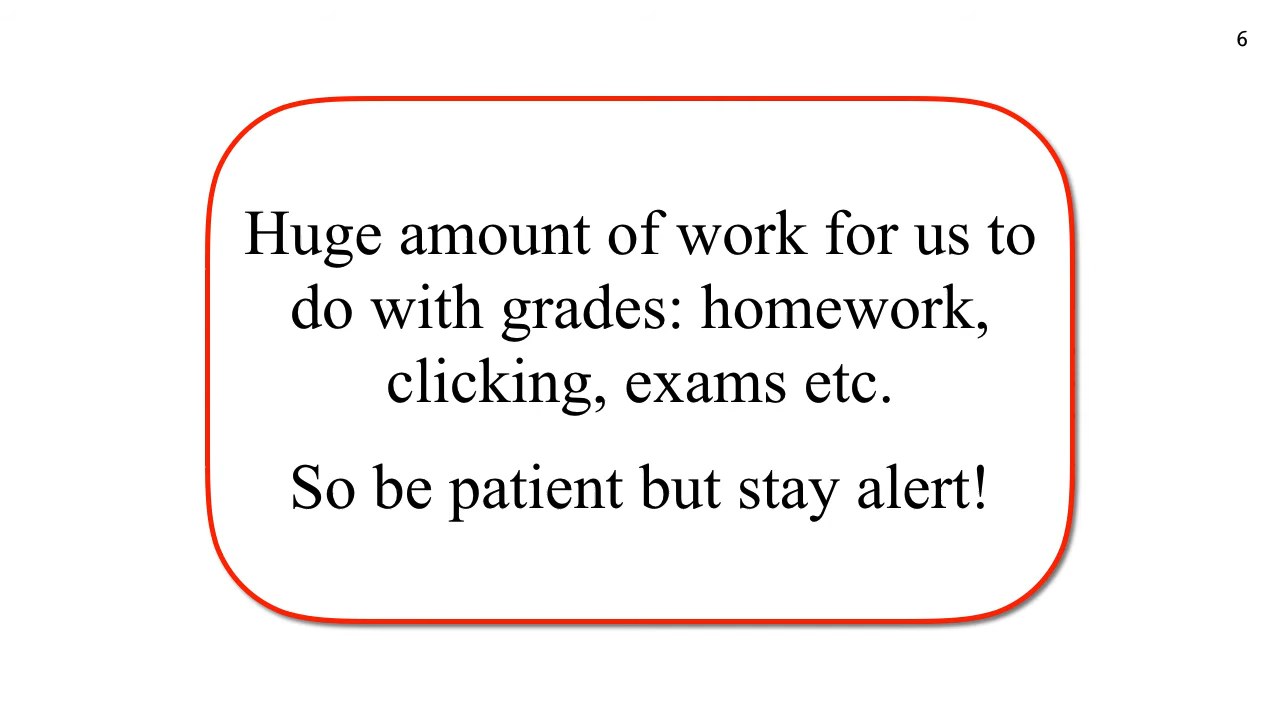 6
Huge amount of work for us to
do with grades: homework,
clicking, exams etc.
So be patient but stay alert!